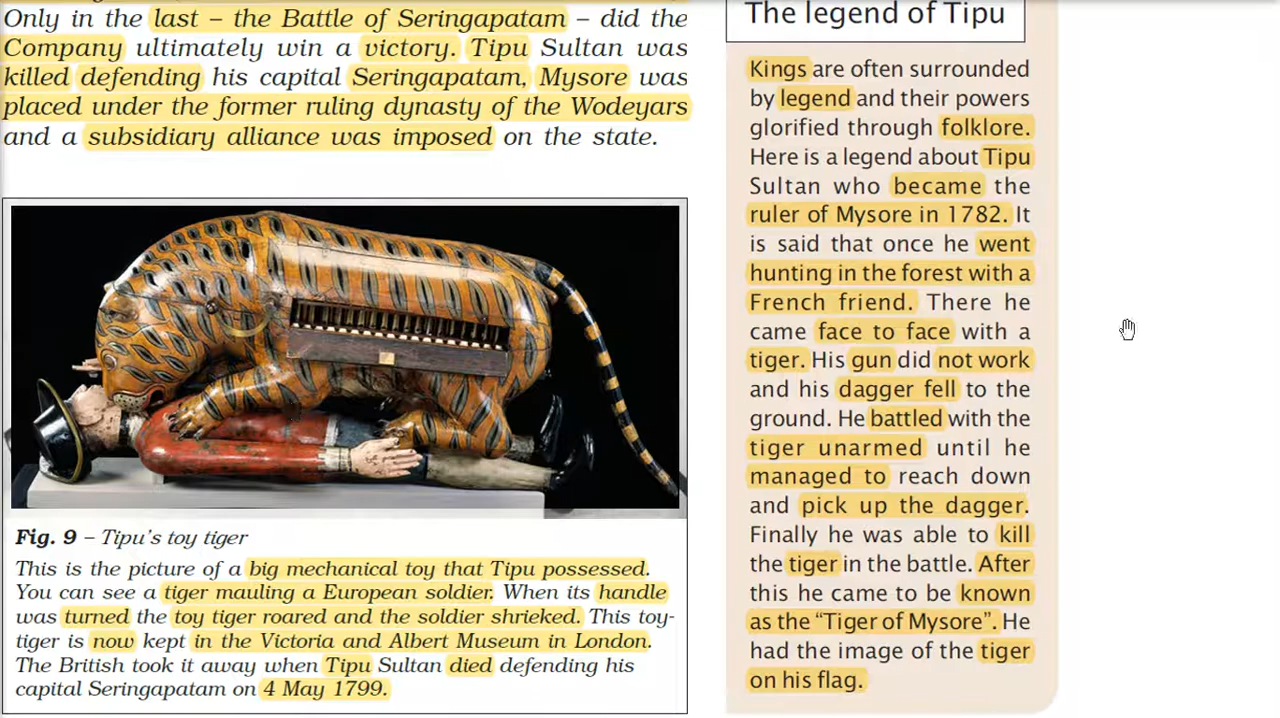 Only in the last – the Battle of Seringapatam – did the
Company ultimately win a victory. Tipu Sultan was
killed defending his capital Seringapatam, Mysore was
placed under the former ruling dynasty of the Wodeyars
and a subsidiary alliance was imposed on the state.
Fig. 9 – Tipu's toy tiger
This is the picture of a big mechanical toy that Tipu possessed.
You can see a tiger mauling a European soldier. When its handle
was turned the toy tiger roared and the soldier shrieked. This toy-
tiger is now kept in the Victoria and Albert Museum in London.
The British took it away when Tipu Sultan died defending his
capital Seringapatam on 4 May 1799.
The legend of Tipu
Kings are often surrounded
by legend and their powers
glorified through folklore.
Here is a legend about Tipu
Sultan who became the
ruler of Mysore in 1782. It
is said that once he went
hunting in the forest with a
French friend. There he
came face to face with a
tiger. His gun did not work
and his dagger fell to the
ground. He battled with the
tiger unarmed until he
managed to reach down
and pick up the dagger.
Finally he was able to kill
the tiger in the battle. After
this he came to be known
as the “Tiger of Mysore”. He
had the image of the tiger
on his flag.